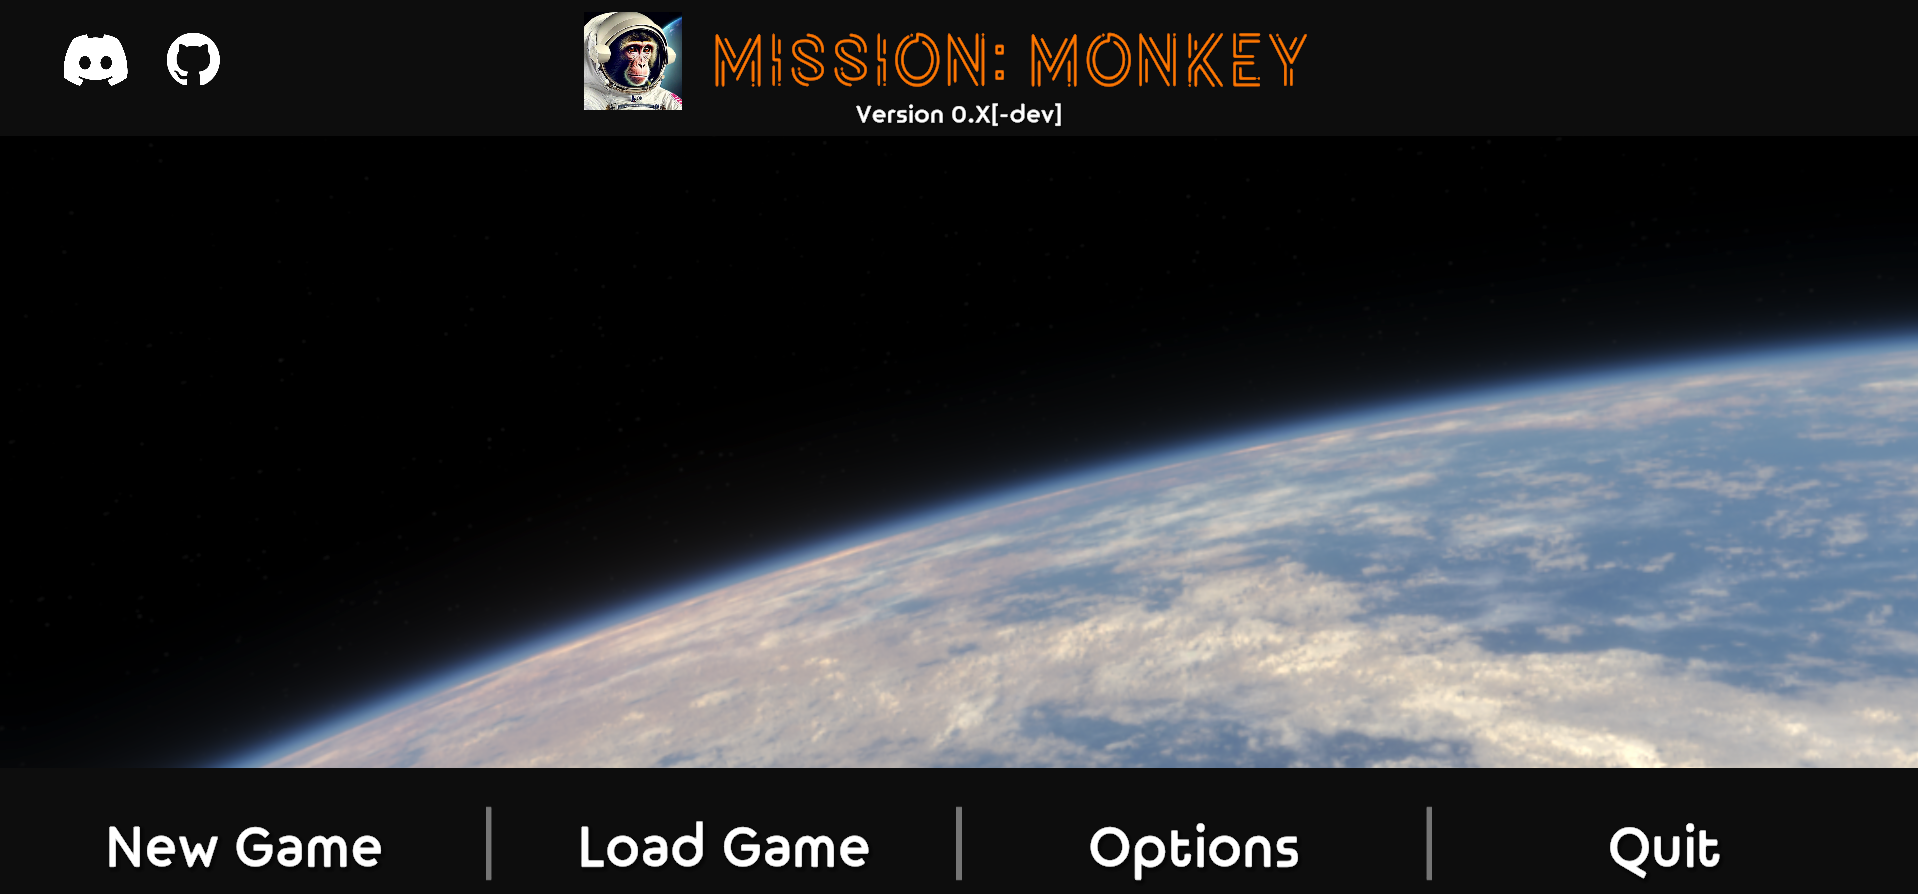 MISSION: MONKEY
Version 0.X[-dev]
New Game
Load Game
Options
Quit